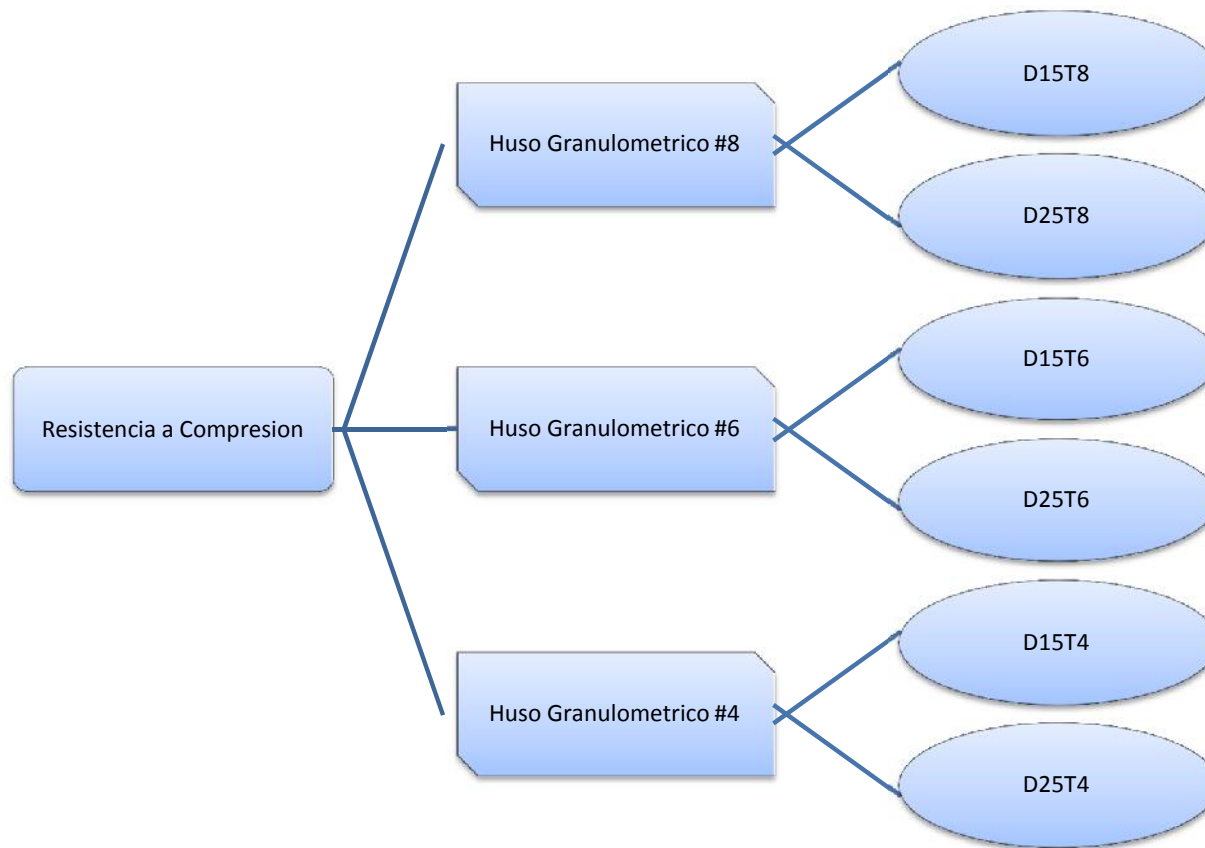 Resistencia a Compresion
Huso Granulometrico #8
D15T8
D25T8
Huso Granulometrico #6
D15T6
D25T6
Huso Granulometrico #4
D15T4
D25T4